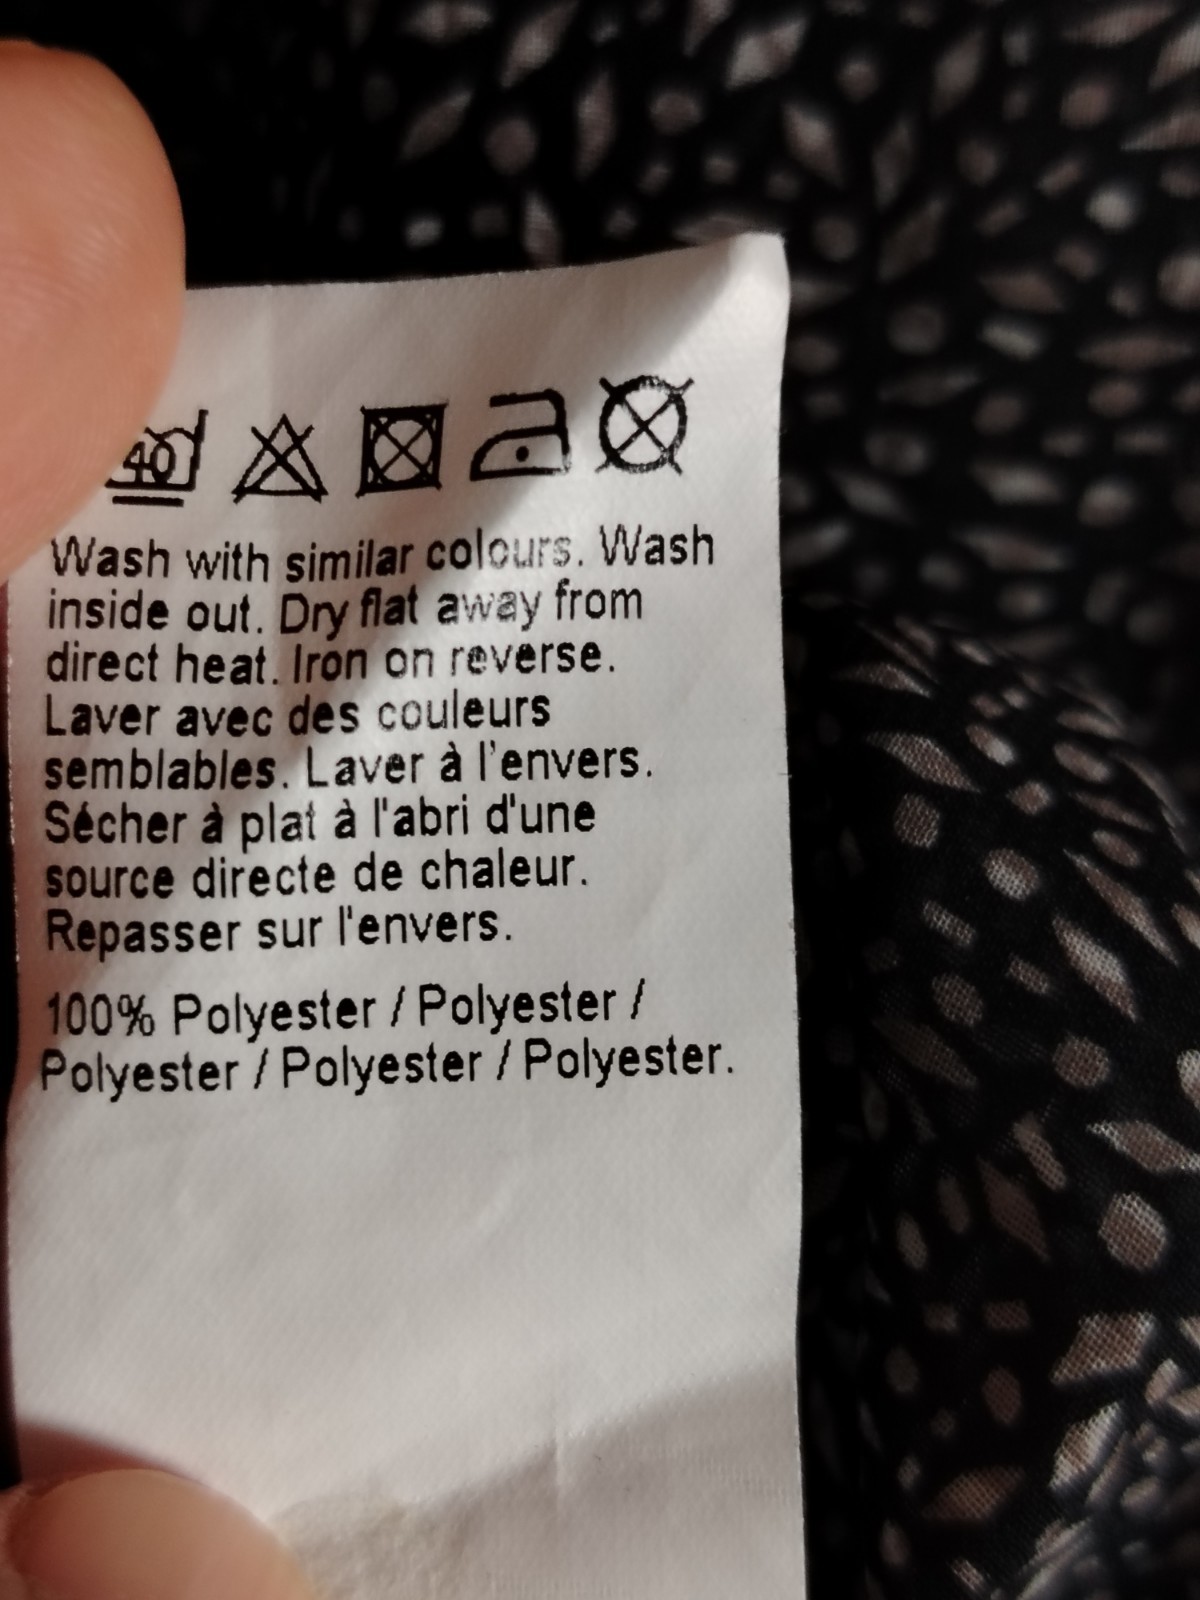 40
Wash with similar colours. Wash
inside out. Dry flat away from
direct heat. Iron on reverse.
Laver avec des couleurs
semblables. Laver à l'envers.
Sécher à plat à l'abri d'une
source directe de chaleur.
Repasser sur l'envers.
100% Polyester / Polyester /
Polyester / Polyester / Polyester.